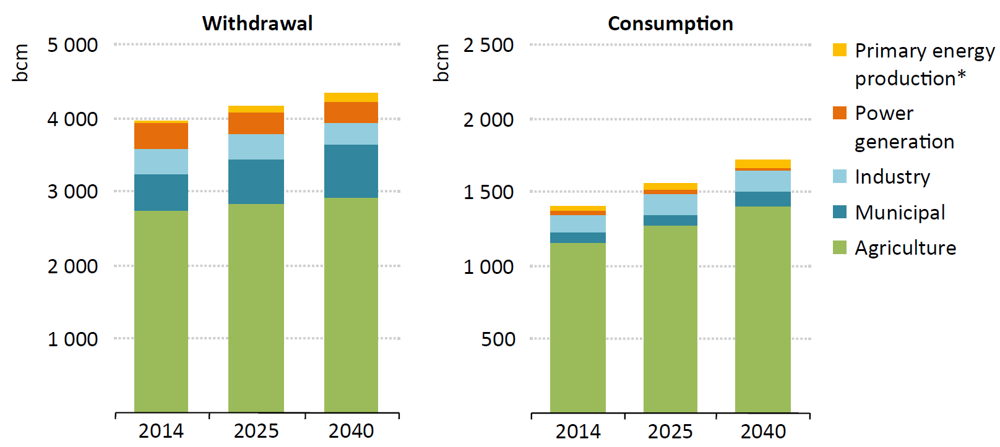 Withdrawal
bcm
5 000
4 000
3 000
2 000
1 000
2014 2025 2040
Consumption
bcm
2 500
2 000
1 500
1 000
500
2014 2025 2040
Primary energy
production*
Power
generation
Industry
Municipal
Agriculture